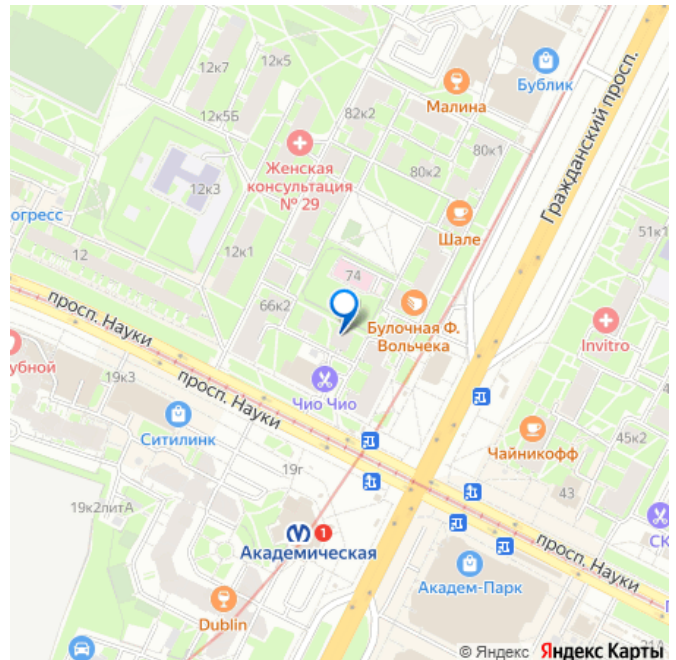 12к7
12к5
Малина
Бублик
Гражданский просп.
12к5Б
82к2
80к1
Женская
консультация
№ 29
80к2
12к3
огресс
Шале
51к1
12к1
12
74
66к2
просп. Науки
Булочная Ф.
Вольчека
Invitro
убной
19к3
просп. Науки
Чио Чио
Ситилинк
Чайникофф
45к2
19г
43
19к2литА
СК
1
Академическая
просп. Науки
Академ-Парк
Dublin
21А
© Яндекс Яндекс Карты